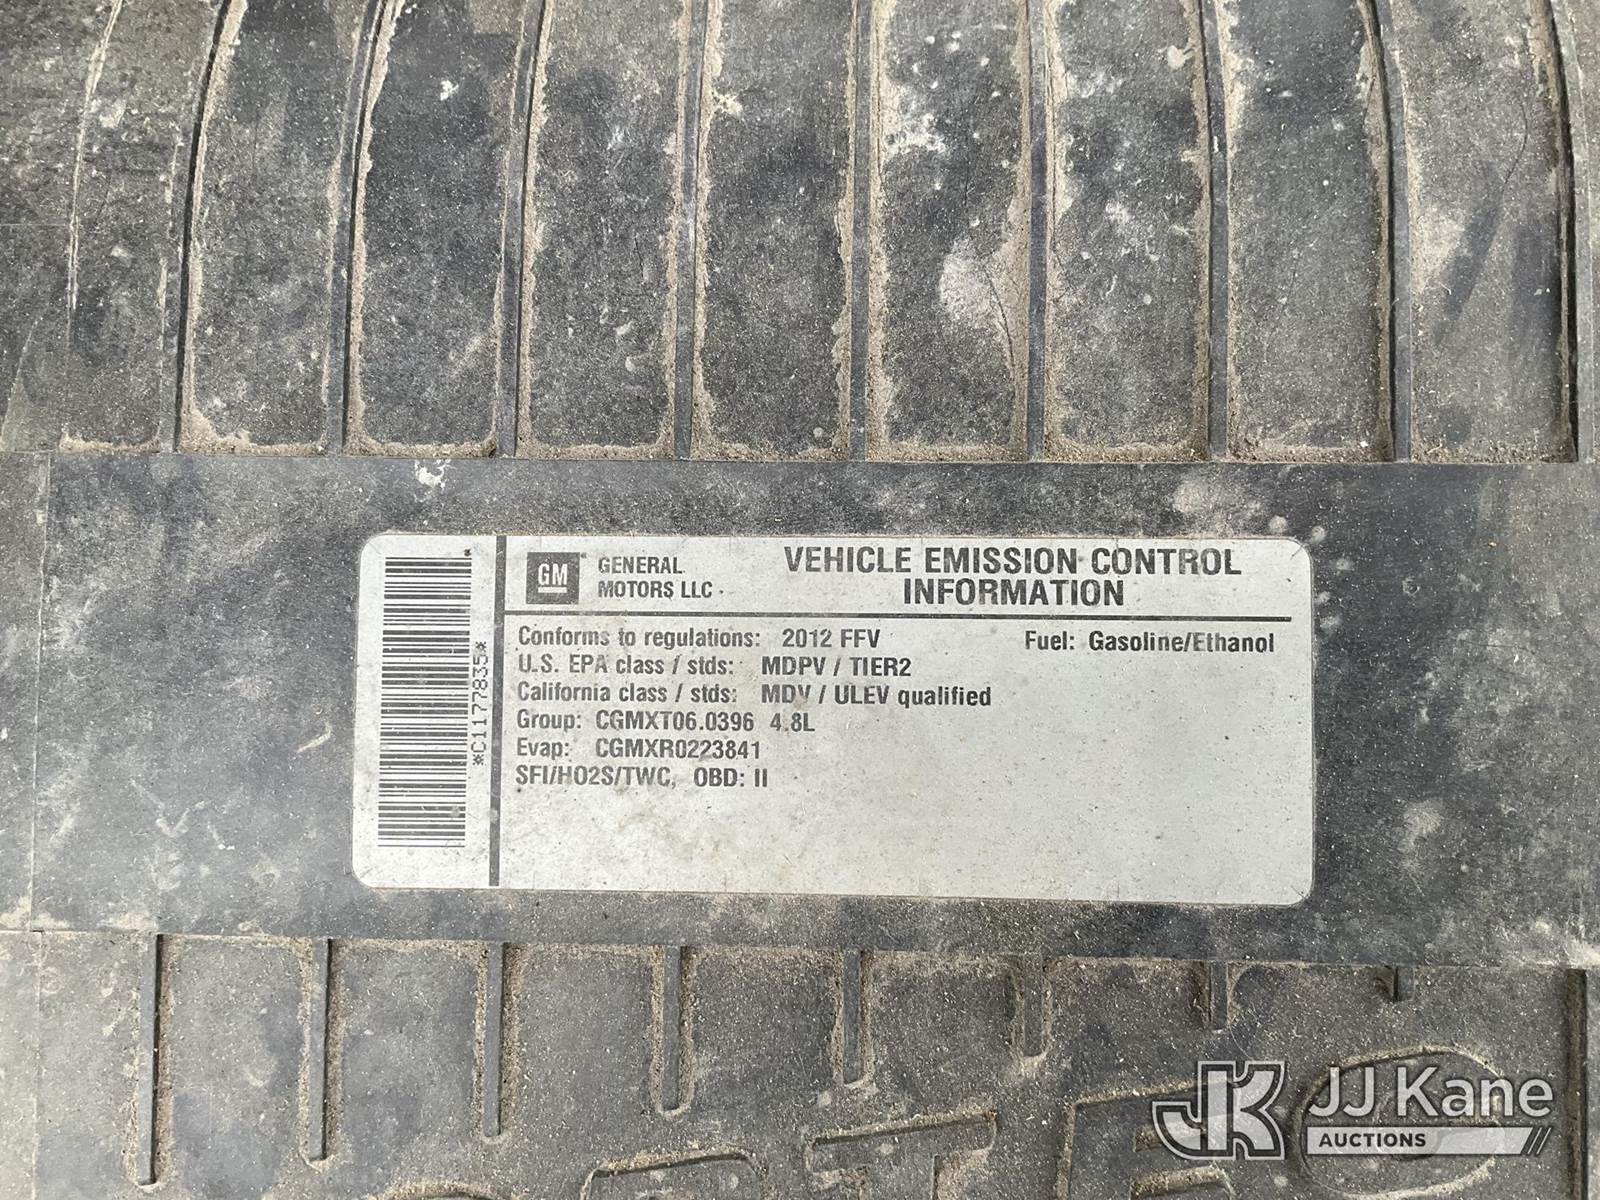 GM GENERAL MOTORS LLC
VEHICLE EMISSION CONTROL
INFORMATION
Conforms to regulations: 2012 FFV Fuel: Gasoline/Ethanol
U.S. EPA class / stds: MDPV / TIER2
California class / stds: MDV / ULEV qualified
Group: CGMXT06.0396 4.8L
Evap: CGMXR0223841
SFI/HO2S/TWC, OBD: II
*C1177835*
JK JJ Kane
AUCTIONS